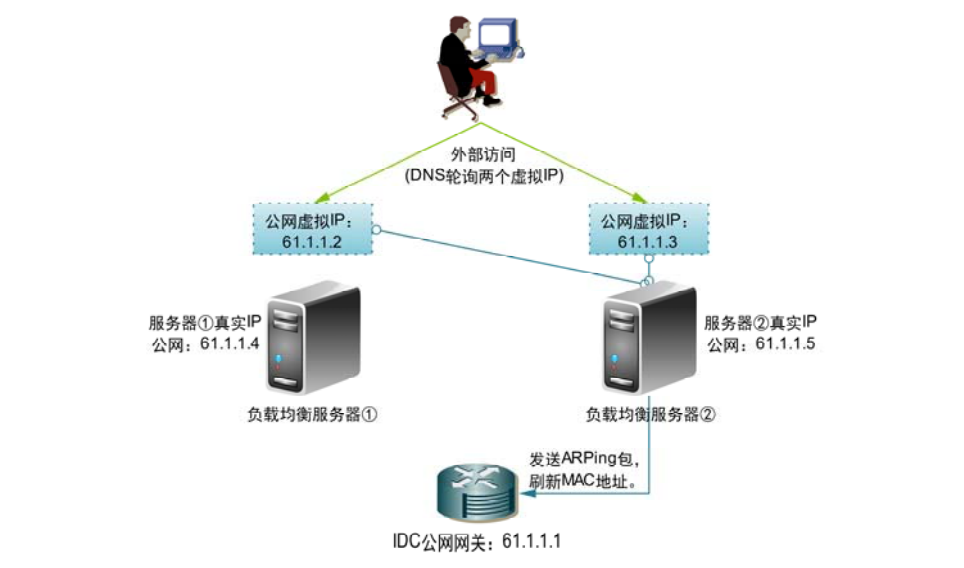 外部访问
(DNS轮询两个虚拟IP)
公网虚拟IP：
61.1.1.2
公网虚拟IP：
61.1.1.3
服务器①真实IP
公网：61.1.1.4
服务器②真实IP
公网：61.1.1.5
负载均衡服务器①
负载均衡服务器②
发送ARPing包，
刷新MAC地址。
IDC公网网关：61.1.1.1